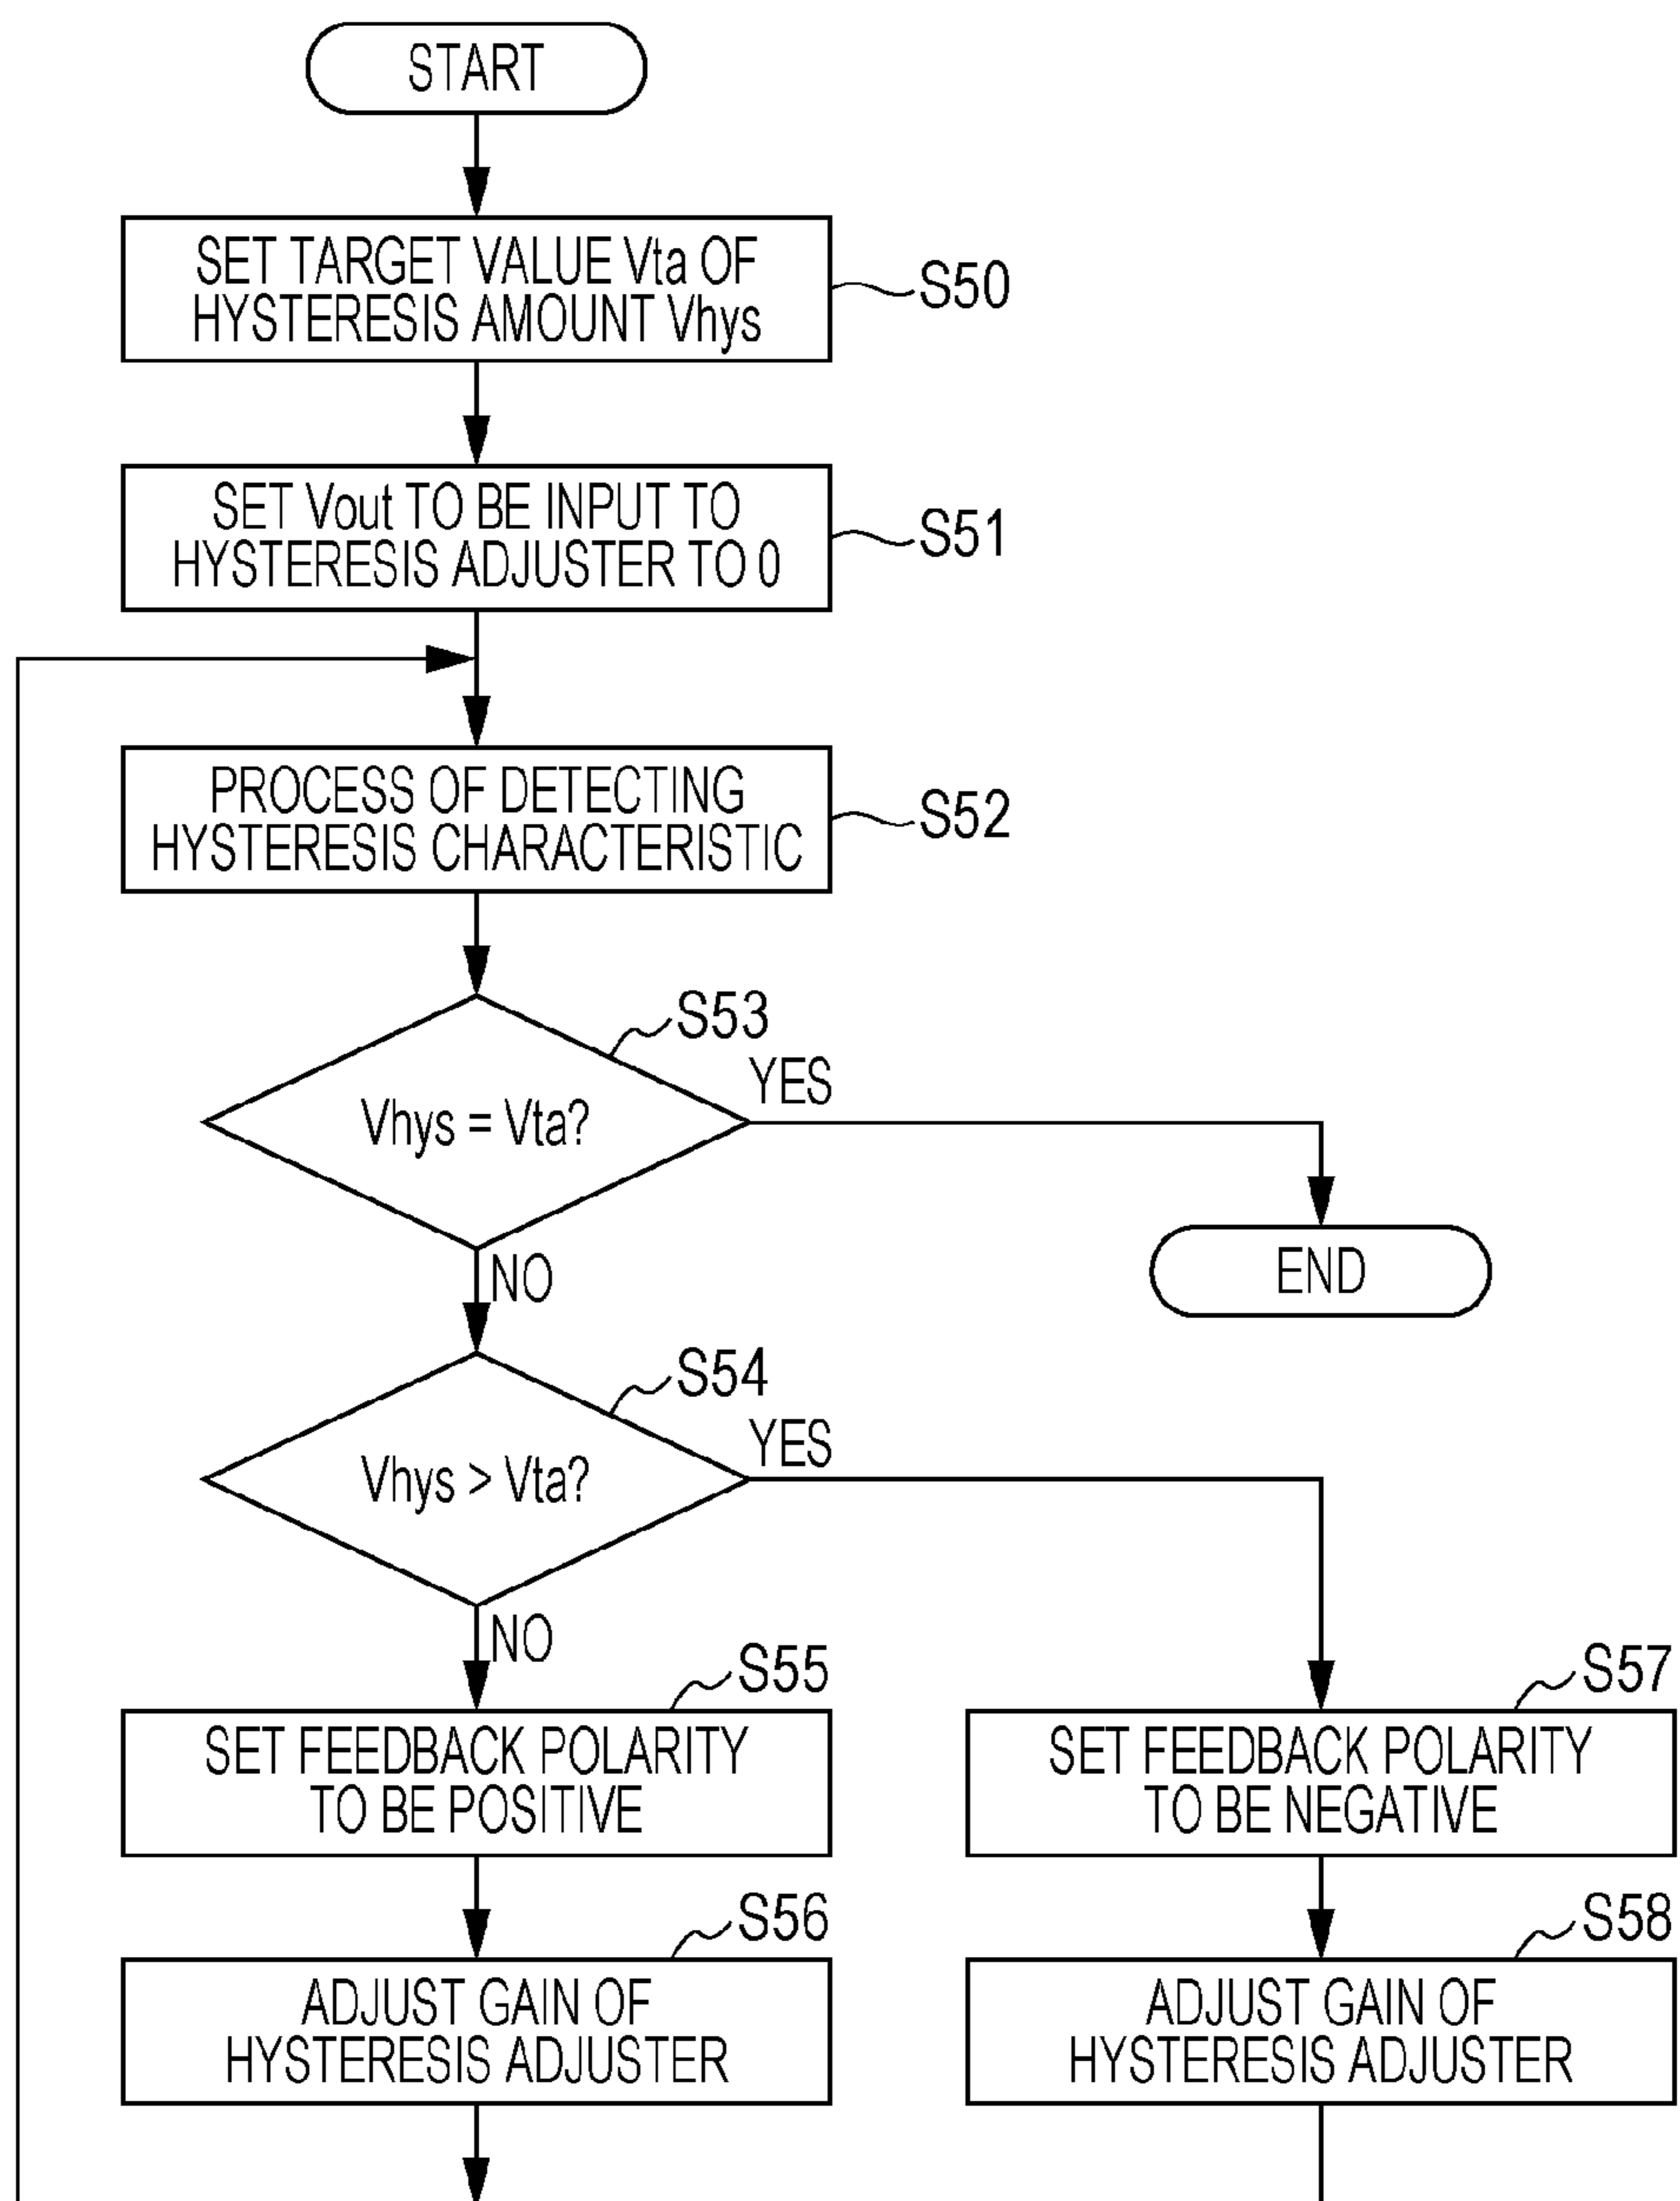 START
SET TARGET VALUE Vta OF
HYSTERESIS AMOUNT Vhys
S50
SET Vout TO BE INPUT TO
HYSTERESIS ADJUSTER TO 0
S51
PROCESS OF DETECTING
HYSTERESIS CHARACTERISTIC
S52
S53
Vhys = Vta?
YES
END
NO
S54
Vhys > Vta?
YES
NO
S55
SET FEEDBACK POLARITY
TO BE POSITIVE
S57
SET FEEDBACK POLARITY
TO BE NEGATIVE
S56
ADJUST GAIN OF
HYSTERESIS ADJUSTER
S58
ADJUST GAIN OF
HYSTERESIS ADJUSTER